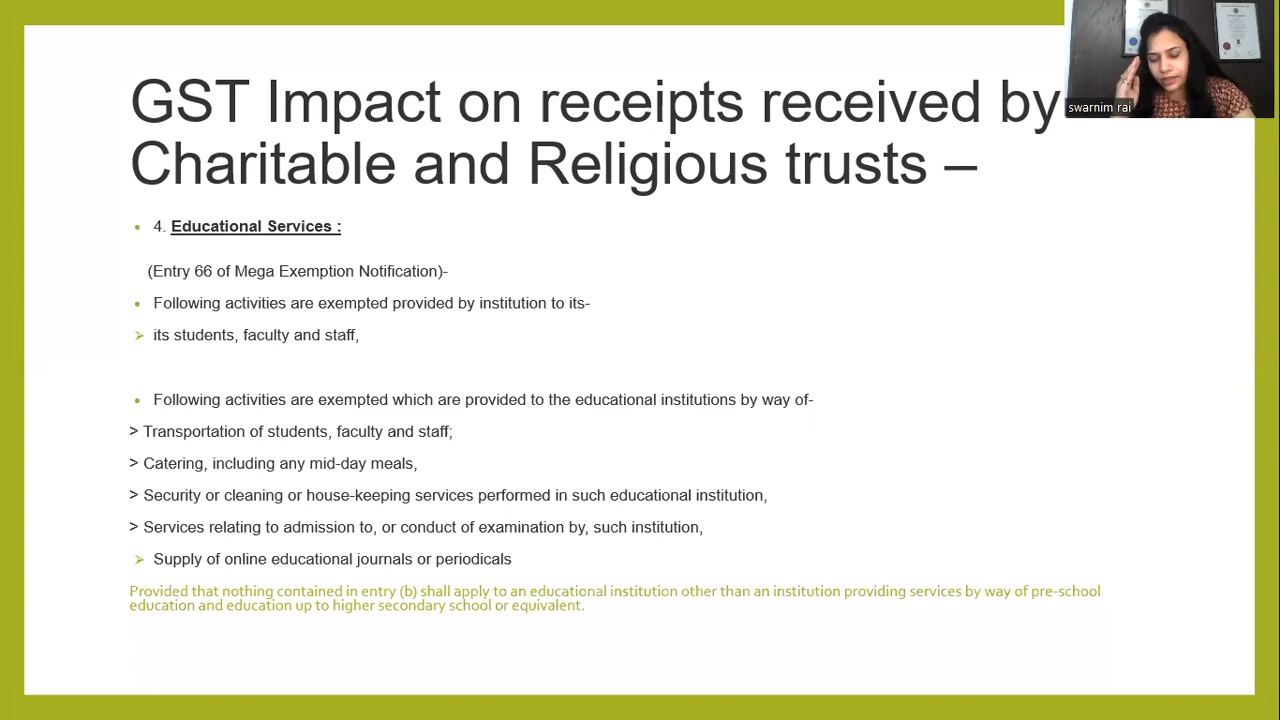 GST Impact on receipts received by
Charitable and Religious trusts –
swarnim rai
• 4. Educational Services :
(Entry 66 of Mega Exemption Notification)-
• Following activities are exempted provided by institution to its-
➢ its students, faculty and staff,
• Following activities are exempted which are provided to the educational institutions by way of-
> Transportation of students, faculty and staff;
> Catering, including any mid-day meals,
> Security or cleaning or house-keeping services performed in such educational institution,
> Services relating to admission to, or conduct of examination by, such institution,
➢ Supply of online educational journals or periodicals
Provided that nothing contained in entry (b) shall apply to an educational institution other than an institution providing services by way of pre-school
education and education up to higher secondary school or equivalent.